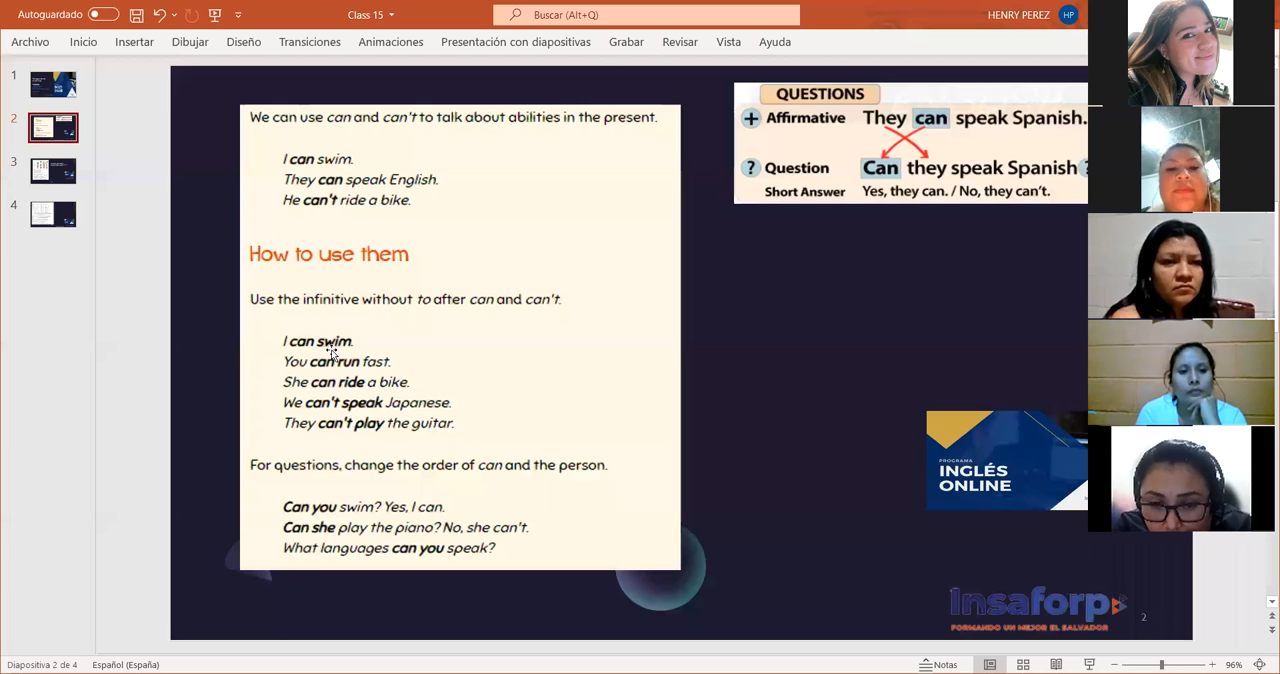 Autoguardado
Class 15
Buscar (Alt+Q)
HENRY PEREZ
HP
Archivo Inicio Insertar Dibujar Diseño Transiciones Animaciones Presentación con diapositivas Grabar Revisar Vista Ayuda
1
2
3
4
We can use can and can't to talk about abilities in the present.
I can swim.
They can speak English.
He can't ride a bike.
How to use them
Use the infinitive without to after can and can't.
I can swim.
You can run fast.
She can ride a bike.
We can't speak Japanese.
They can't play the guitar.
For questions, change the order of can and the person.
Can you swim? Yes, I can.
Can she play the piano? No, she can't.
What languages can you speak?
QUESTIONS
+ Affirmative They can speak Spanish.
? Question Can they speak Spanish?
Short Answer Yes, they can. / No, they can't.
PROGRAMA
INGLÉS
ONLINE
Insaforp
FORMANDO UN MEJOR EL SALVADOR
2
Diapositiva 2 de 4 Español (España) Notas 96%